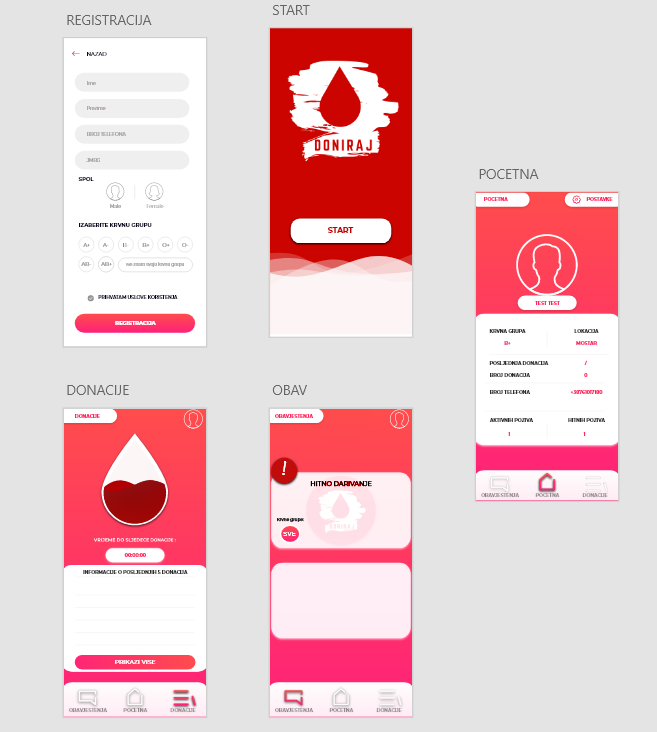 REGISTRACIJA
NAZAD
Ime
Prezime
BROJ TELEFONA
JMBG
SPOL
Male
Female
IZABERITE KRVNU GRUPU
A+ A- B- B+ O+ O-
AB- AB+ ne znam svoju krvnu grupu
PRIHVATAM USLOVE KORISTENJA
REGISTRACIJA
START
DONIRAJ
START
POCETNA
POCETNA
POSTAVKE
TEST TEST
KRVNA GRUPA LOKACIJA
B+ MOSTAR
POSLJEDNJA DONACIJA /
BROJ DONACIJA 0
BROJ TELEFONA
AKTIVNIH POZIVA HITNIH POZIVA
1 1
OBAVJESTENJA POCETNA DONACIJE
DONACIJE
DONACIJE
VRIJEME DO SLJEDECE DONACIJE :
00:00:00
INFORMACIJE O POSLJEDNJIH 5 DONACIJA
PRIKAZI VISE
OBAVJESTENJA POCETNA DONACIJE
OBAV
OBAVJESTENJA
!
HITNO DARIVANJE
DONIRAJ
Krvne grupe:
SVE
OBAVJESTENJA POCETNA DONACIJE